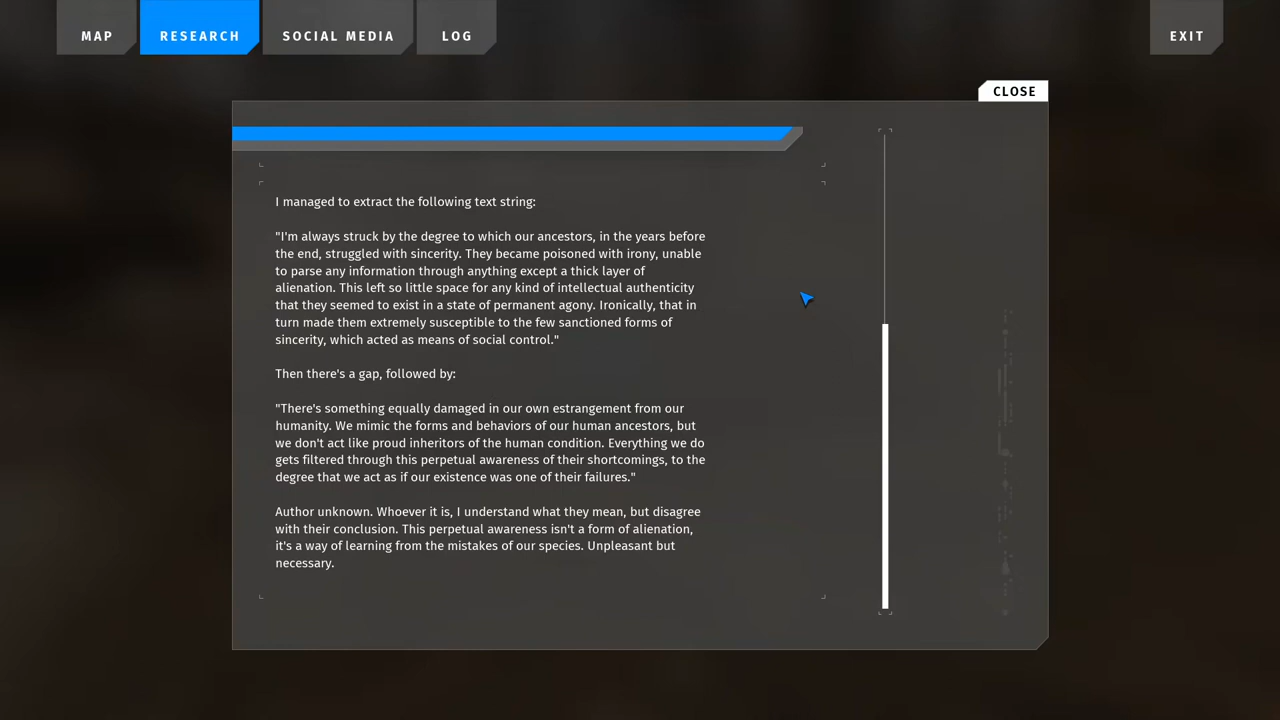 MAP
RESEARCH
SOCIAL MEDIA
LOG
EXIT
CLOSE
I managed to extract the following text string:
"I'm always struck by the degree to which our ancestors, in the years before
the end, struggled with sincerity. They became poisoned with irony, unable
to parse any information through anything except a thick layer of
alienation. This left so little space for any kind of intellectual authenticity
that they seemed to exist in a state of permanent agony. Ironically, that in
turn made them extremely susceptible to the few sanctioned forms of
sincerity, which acted as means of social control."
Then there's a gap, followed by:
"There's something equally damaged in our own estrangement from our
humanity. We mimic the forms and behaviors of our human ancestors, but
we don't act like proud inheritors of the human condition. Everything we do
gets filtered through this perpetual awareness of their shortcomings, to the
degree that we act as if our existence was one of their failures."
Author unknown. Whoever it is, I understand what they mean, but disagree
with their conclusion. This perpetual awareness isn't a form of alienation,
it's a way of learning from the mistakes of our species. Unpleasant but
necessary.